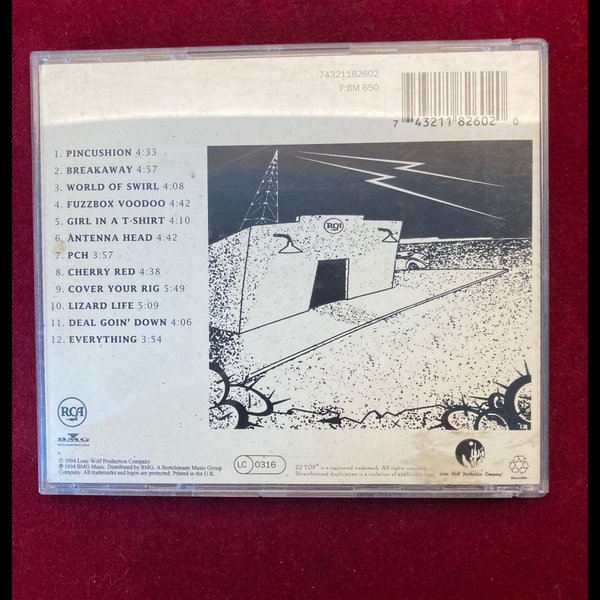 74321182602
F:BM 650
7 43211 82602 0
1. PINCUSHION 4:33
2. BREAKAWAY 4:57
3. WORLD OF SWIRL 4:08
4. FUZZBOX VOODOO 4:42
5. GIRL IN A T-SHIRT 4:10
6. ANTENNA HEAD 4:42
7. PCH 3:57
8. CHERRY RED 4:38
9. COVER YOUR RIG 5:49
10. LIZARD LIFE 5:09
11. DEAL GOIN' DOWN 4:06
12. EVERYTHING 3:54
RCA
RCA
BMG
BERTELSMANN MUSIC GROUP
© 1994 Lone Wolf Production Company
℗ 1994 BMG Music. Distributed by BMG. A Bertelsmann Music Group
Company. All trademarks and logos are protected. Printed in the U.K.
LC 0316
ZZ TOP® is a registered trademark. All rights reserved.
Unauthorized duplication is a violation of applicable laws.
Lone Wolf Production Company